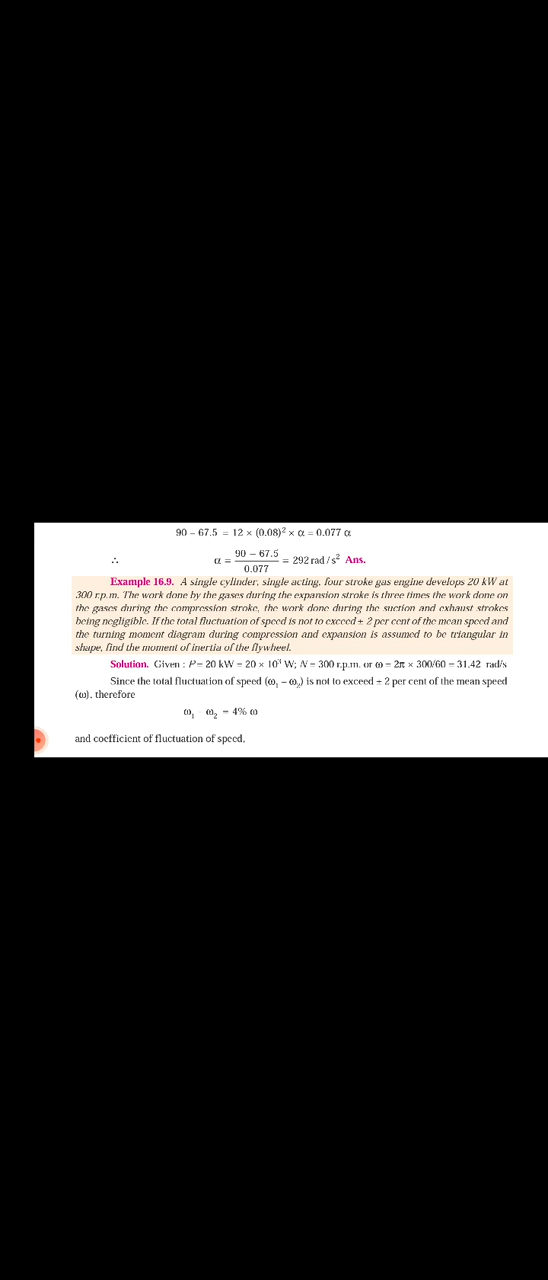 90 – 67.5 = 12 × (0.08)² × α = 0.077 α
∴ α = (90 – 67.5)/0.077 = 292 rad / s² Ans.
Example 16.9. A single cylinder, single acting, four stroke gas engine develops 20 kW at
300 r.p.m. The work done by the gases during the expansion stroke is three times the work done on
the gases during the compression stroke, the work done during the suction and exhaust strokes
being negligible. If the total fluctuation of speed is not to exceed ± 2 per cent of the mean speed and
the turning moment diagram during compression and expansion is assumed to be triangular in
shape, find the moment of inertia of the flywheel.
Solution. Given : P = 20 kW = 20 × 10³ W; N = 300 r.p.m. or ω = 2π × 300/60 = 31.42 rad/s
Since the total fluctuation of speed (ω₁ – ω₂) is not to exceed ± 2 per cent of the mean speed
(ω), therefore
ω₁ – ω₂ = 4% ω
and coefficient of fluctuation of speed,